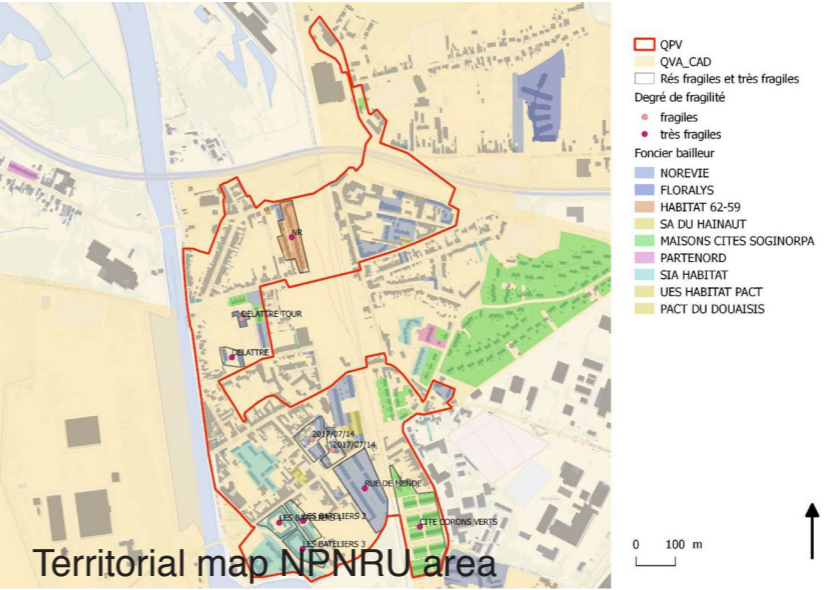 NR
DELATTRE TOUR
DELATTRE
2017/07/14
2017/07/14
RUE DE MENDE
LES BATELIERS 2
LES BATELIERS
CITE CORONS VERTS
LES BATELIERS 3
Territorial map NPNRU area
QPV
QVA_CAD
Rés fragiles et très fragiles
Degré de fragilité
fragiles
très fragiles
Foncier bailleur
NOREVIE
FLORALYS
HABITAT 62-59
SA DU HAINAUT
MAISONS CITES SOGINORPA
PARTENORD
SIA HABITAT
UES HABITAT PACT
PACT DU DOUAISIS
0 100 m